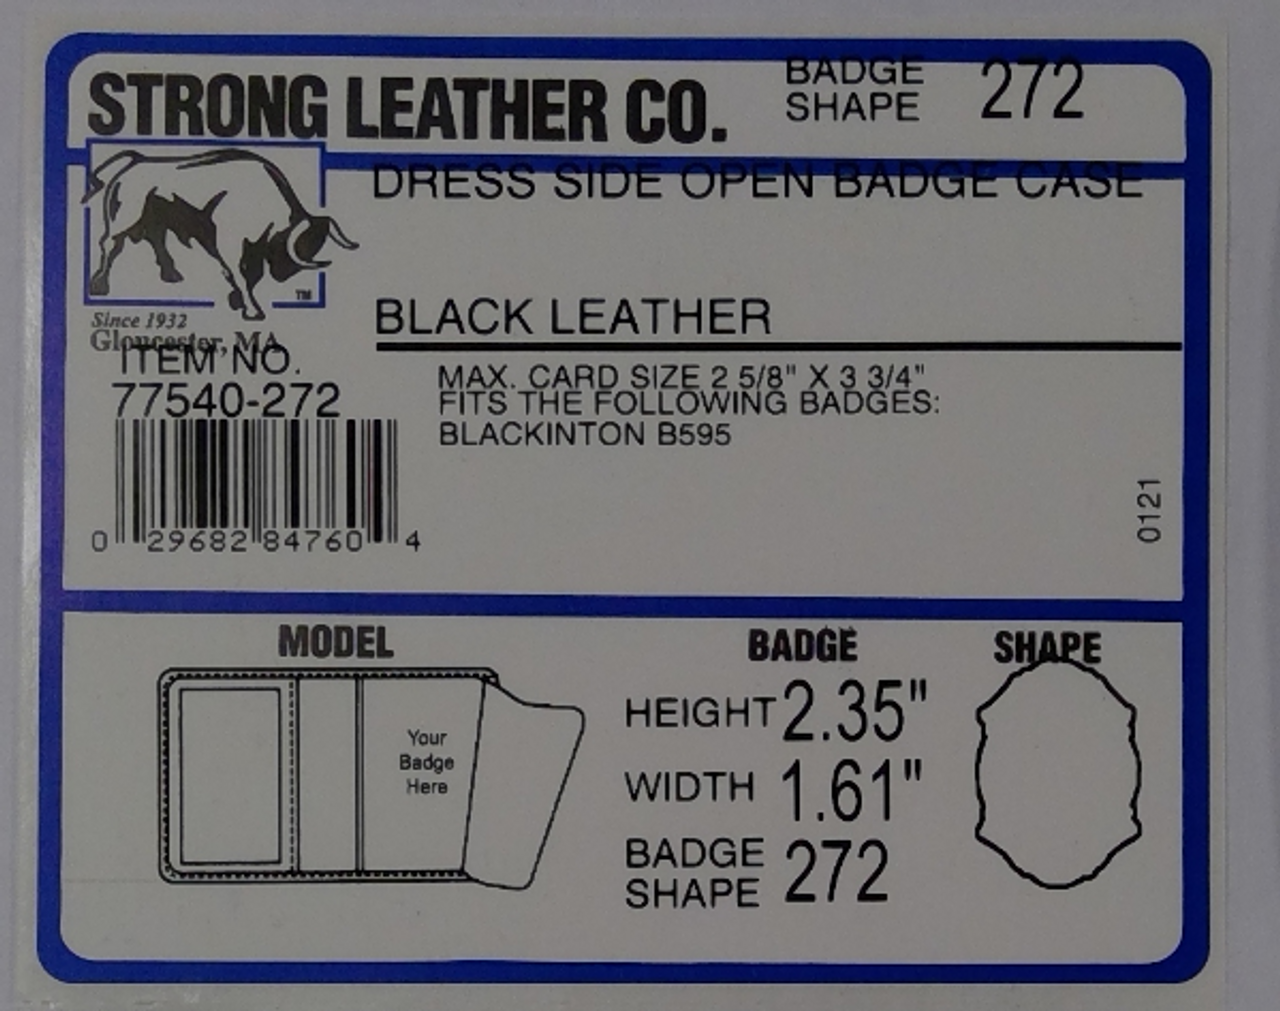 STRONG LEATHER CO.
BADGE
SHAPE 272
DRESS SIDE OPEN BADGE CASE
TM
BLACK LEATHER
Since 1932
Gloucester, MA
ITEM NO.
77540-272
MAX. CARD SIZE 2 5/8" X 3 3/4"
FITS THE FOLLOWING BADGES:
BLACKINTON B595
0121
0 29682 84760 4
MODEL
Your
Badge
Here
BADGE
HEIGHT 2.35"
WIDTH 1.61"
BADGE
SHAPE 272
SHAPE